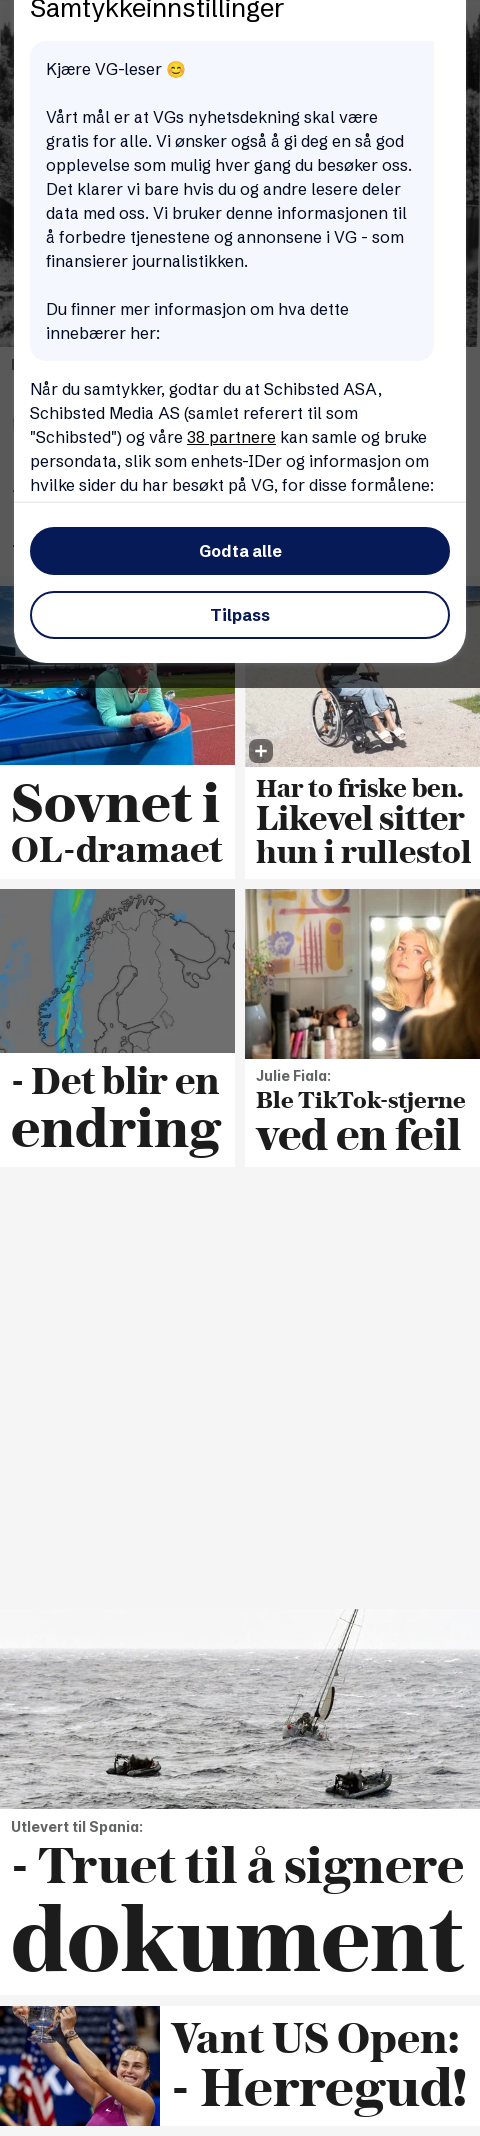 Samtykkeinnstillinger
Kjære VG-leser 😊
Vårt mål er at VGs nyhetsdekning skal være
gratis for alle. Vi ønsker også å gi deg en så god
opplevelse som mulig hver gang du besøker oss.
Det klarer vi bare hvis du og andre lesere deler
data med oss. Vi bruker denne informasjonen til
å forbedre tjenestene og annonsene i VG - som
finansierer journalistikken.
Du finner mer informasjon om hva dette
innebærer her:
Når du samtykker, godtar du at Schibsted ASA,
Schibsted Media AS (samlet referert til som
"Schibsted") og våre 38 partnere kan samle og bruke
persondata, slik som enhets-IDer og informasjon om
hvilke sider du har besøkt på VG, for disse formålene:
Godta alle
Tilpass
Sovnet i
OL-dramaet
Har to friske ben.
Likevel sitter
hun i rullestol
- Det blir en
endring
Julie Fiala:
Ble TikTok-stjerne
ved en feil
Utlevert til Spania:
- Truet til å signere
dokument
Vant US Open:
- Herregud!